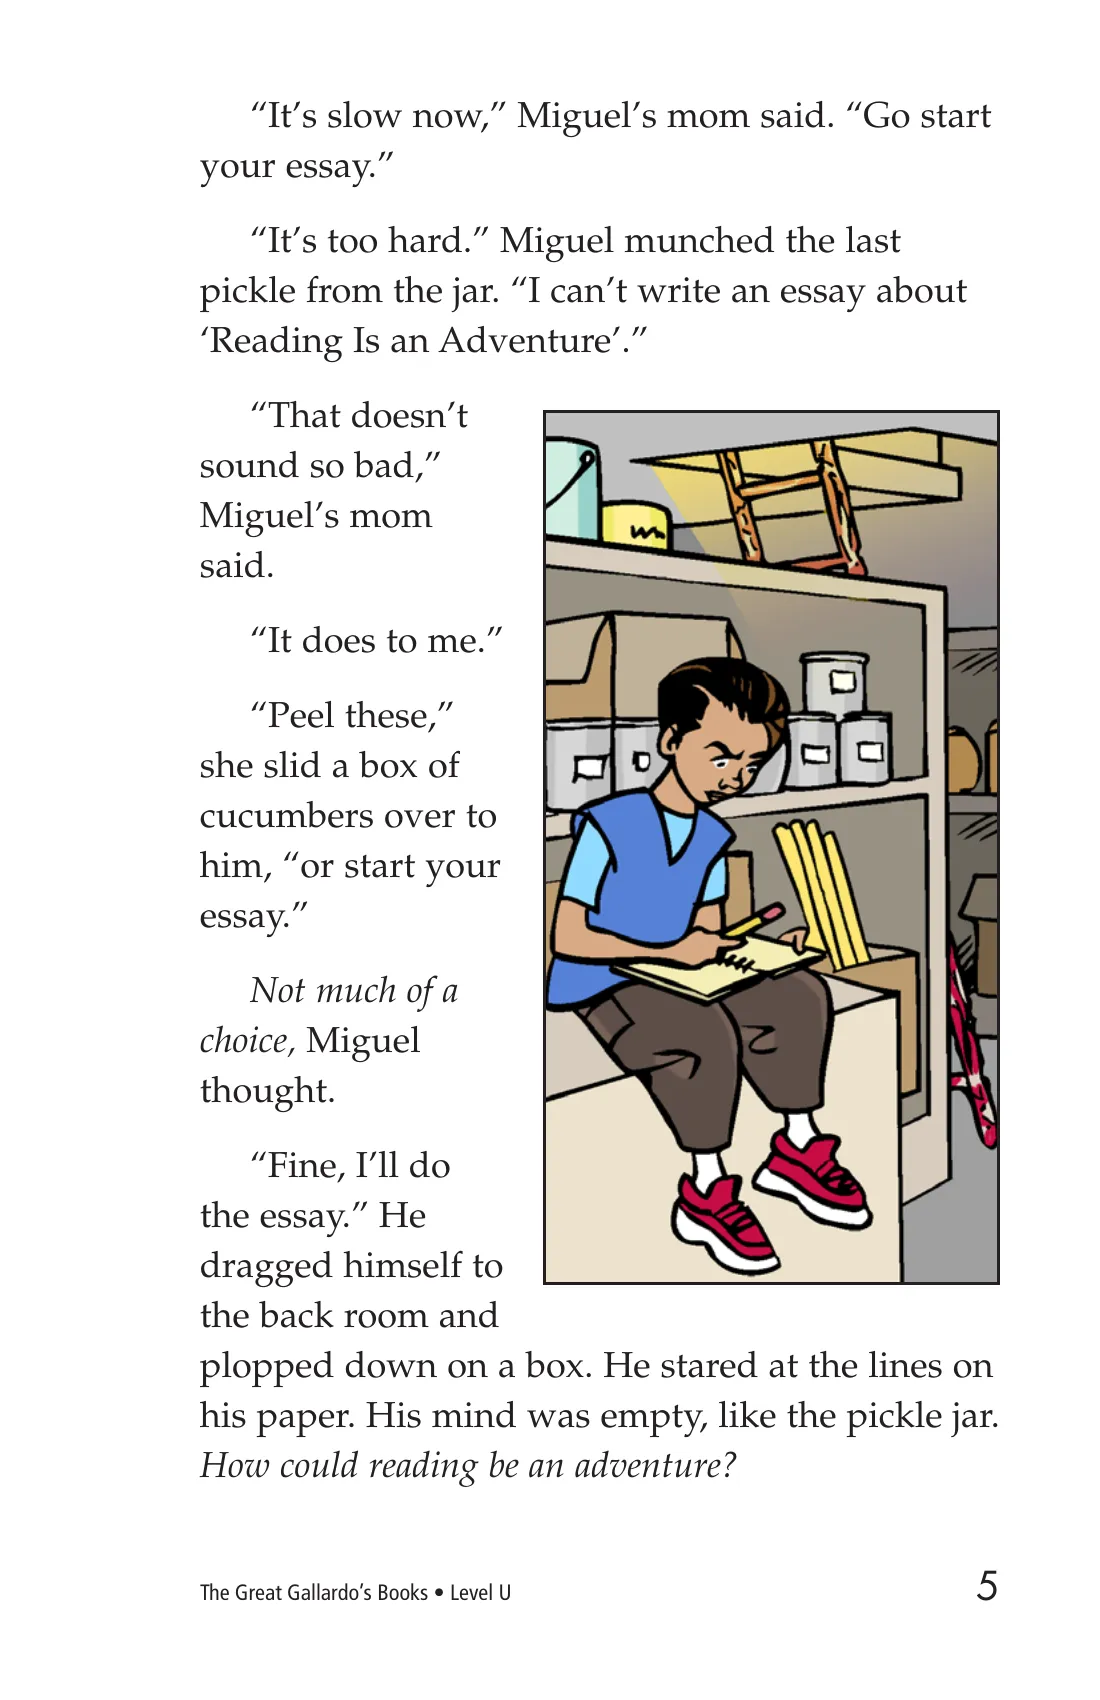 “It’s slow now,” Miguel’s mom said. “Go start
your essay.”
“It’s too hard.” Miguel munched the last
pickle from the jar. “I can’t write an essay about
‘Reading Is an Adventure’.”
“That doesn’t
sound so bad,”
Miguel’s mom
said.
“It does to me.”
“Peel these,”
she slid a box of
cucumbers over to
him, “or start your
essay.”
Not much of a
choice, Miguel
thought.
“Fine, I’ll do
the essay.” He
dragged himself to
the back room and
plopped down on a box. He stared at the lines on
his paper. His mind was empty, like the pickle jar.
How could reading be an adventure?
The Great Gallardo’s Books • Level U
5